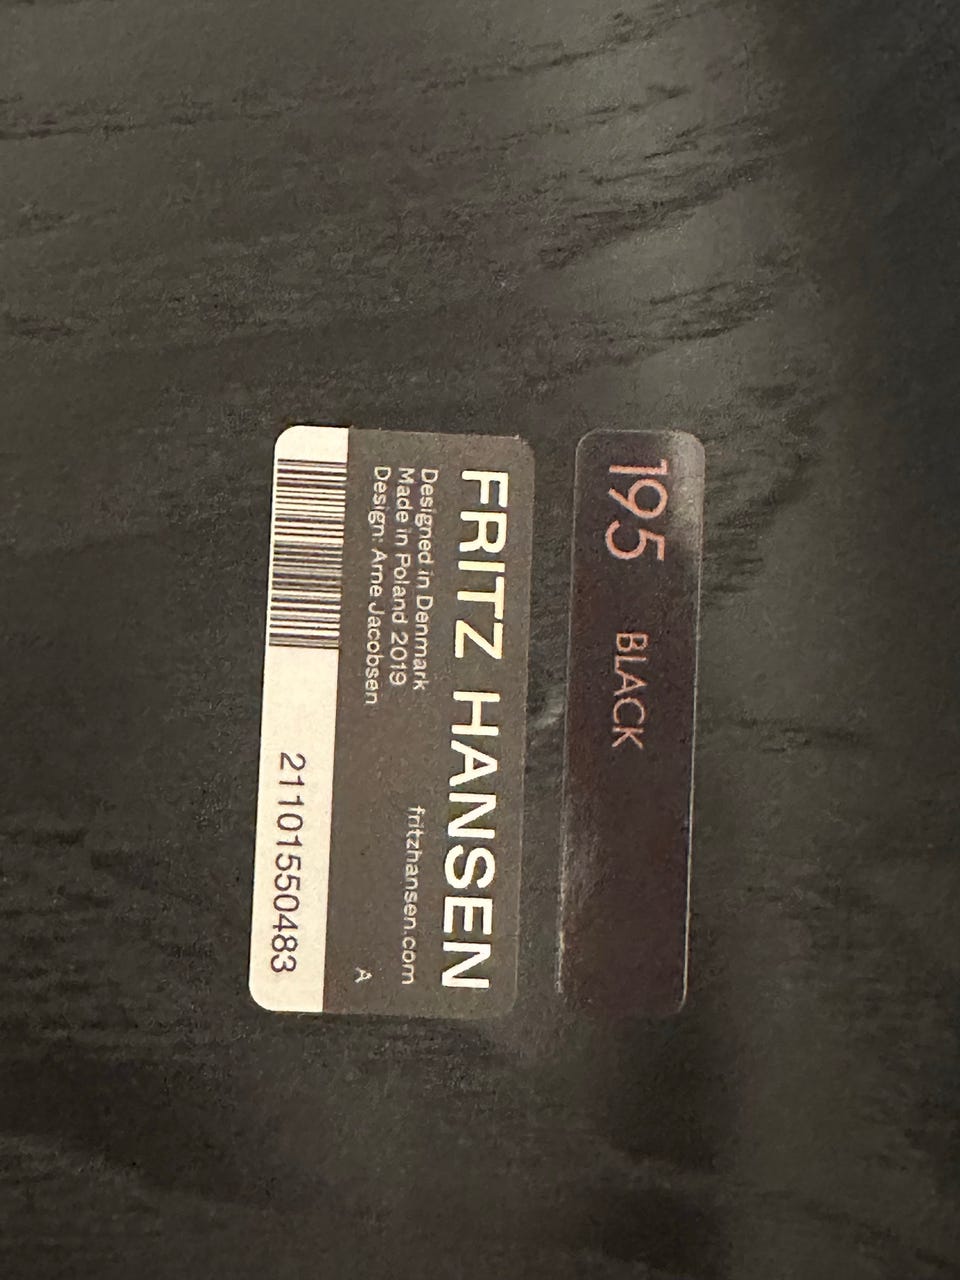 195 BLACK
FRITZ HANSEN
Designed in Denmark
Made in Poland 2019
Design: Arne Jacobsen
fritzhansen.com
A
21101550483